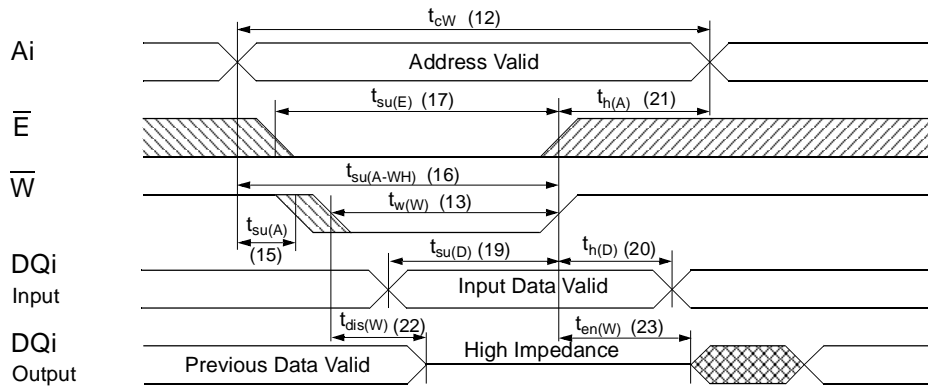 t_cW (12)
Ai
Address Valid
t_su(E) (17)
t_h(A) (21)
E̅
t_su(A-WH) (16)
W̅
t_w(W) (13)
t_su(A)
(15)
t_su(D) (19)
t_h(D) (20)
DQi
Input
Input Data Valid
t_dis(W) (22)
t_en(W) (23)
DQi
Output
Previous Data Valid
High Impedance